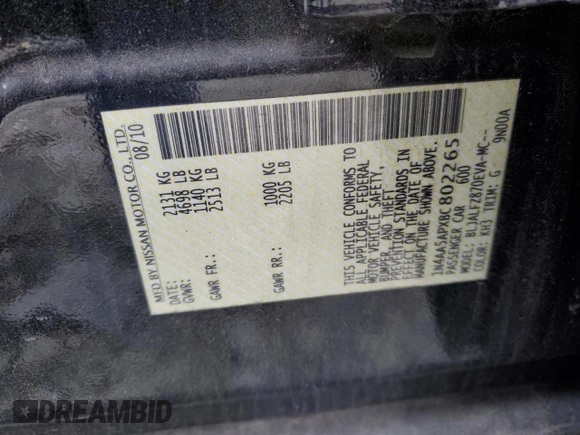 MFD BY NISSAN MOTOR CO., LTD.
DATE: 08/10
GVWR: 2131 KG
4698 LB
GAWR FR.: 1140 KG
2513 LB
GAWR RR.: 1000 KG
2205 LB
THIS VEHICLE CONFORMS TO
ALL APPLICABLE FEDERAL
MOTOR VEHICLE SAFETY,
BUMPER, AND THEFT
PREVENTION STANDARDS IN
EFFECT ON THE DATE OF
MANUFACTURE SHOWN ABOVE.
1N4AA5APXBC802265
PASSENGER CAR G00
MODEL: BLJALFZB70EVA-MC--
COLOR: KH3 TRIM: G 9N00A
DREAMBID